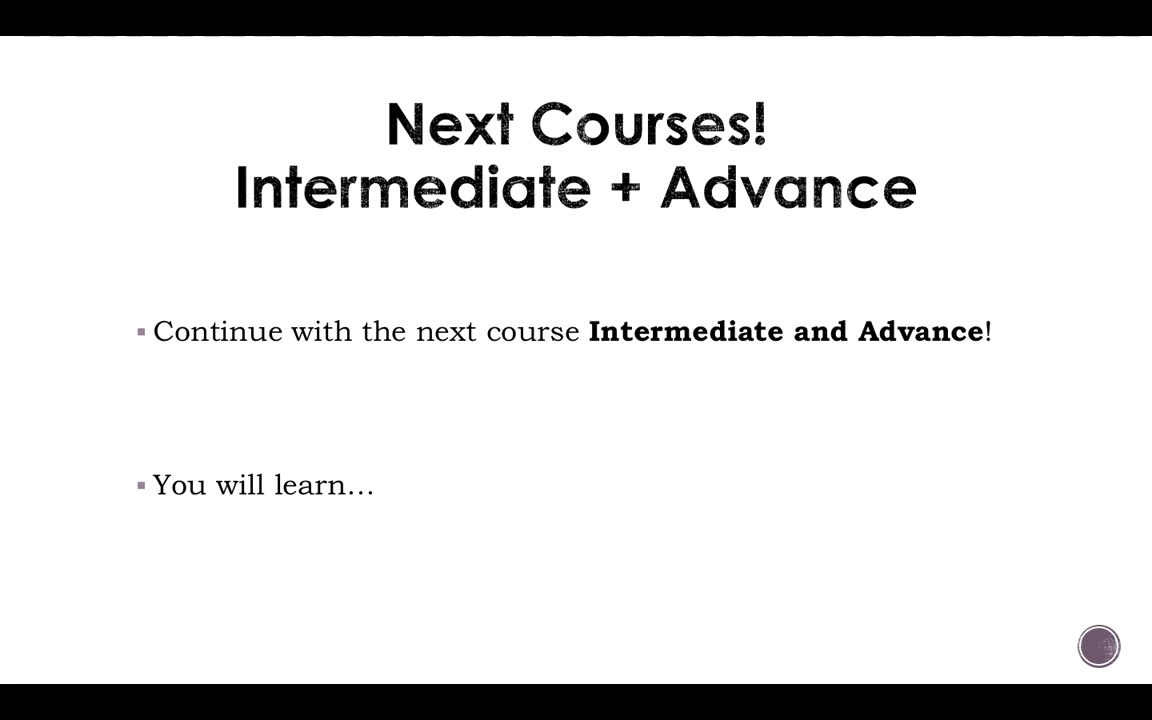 Next Courses!
Intermediate + Advance
Continue with the next course Intermediate and Advance!
You will learn…